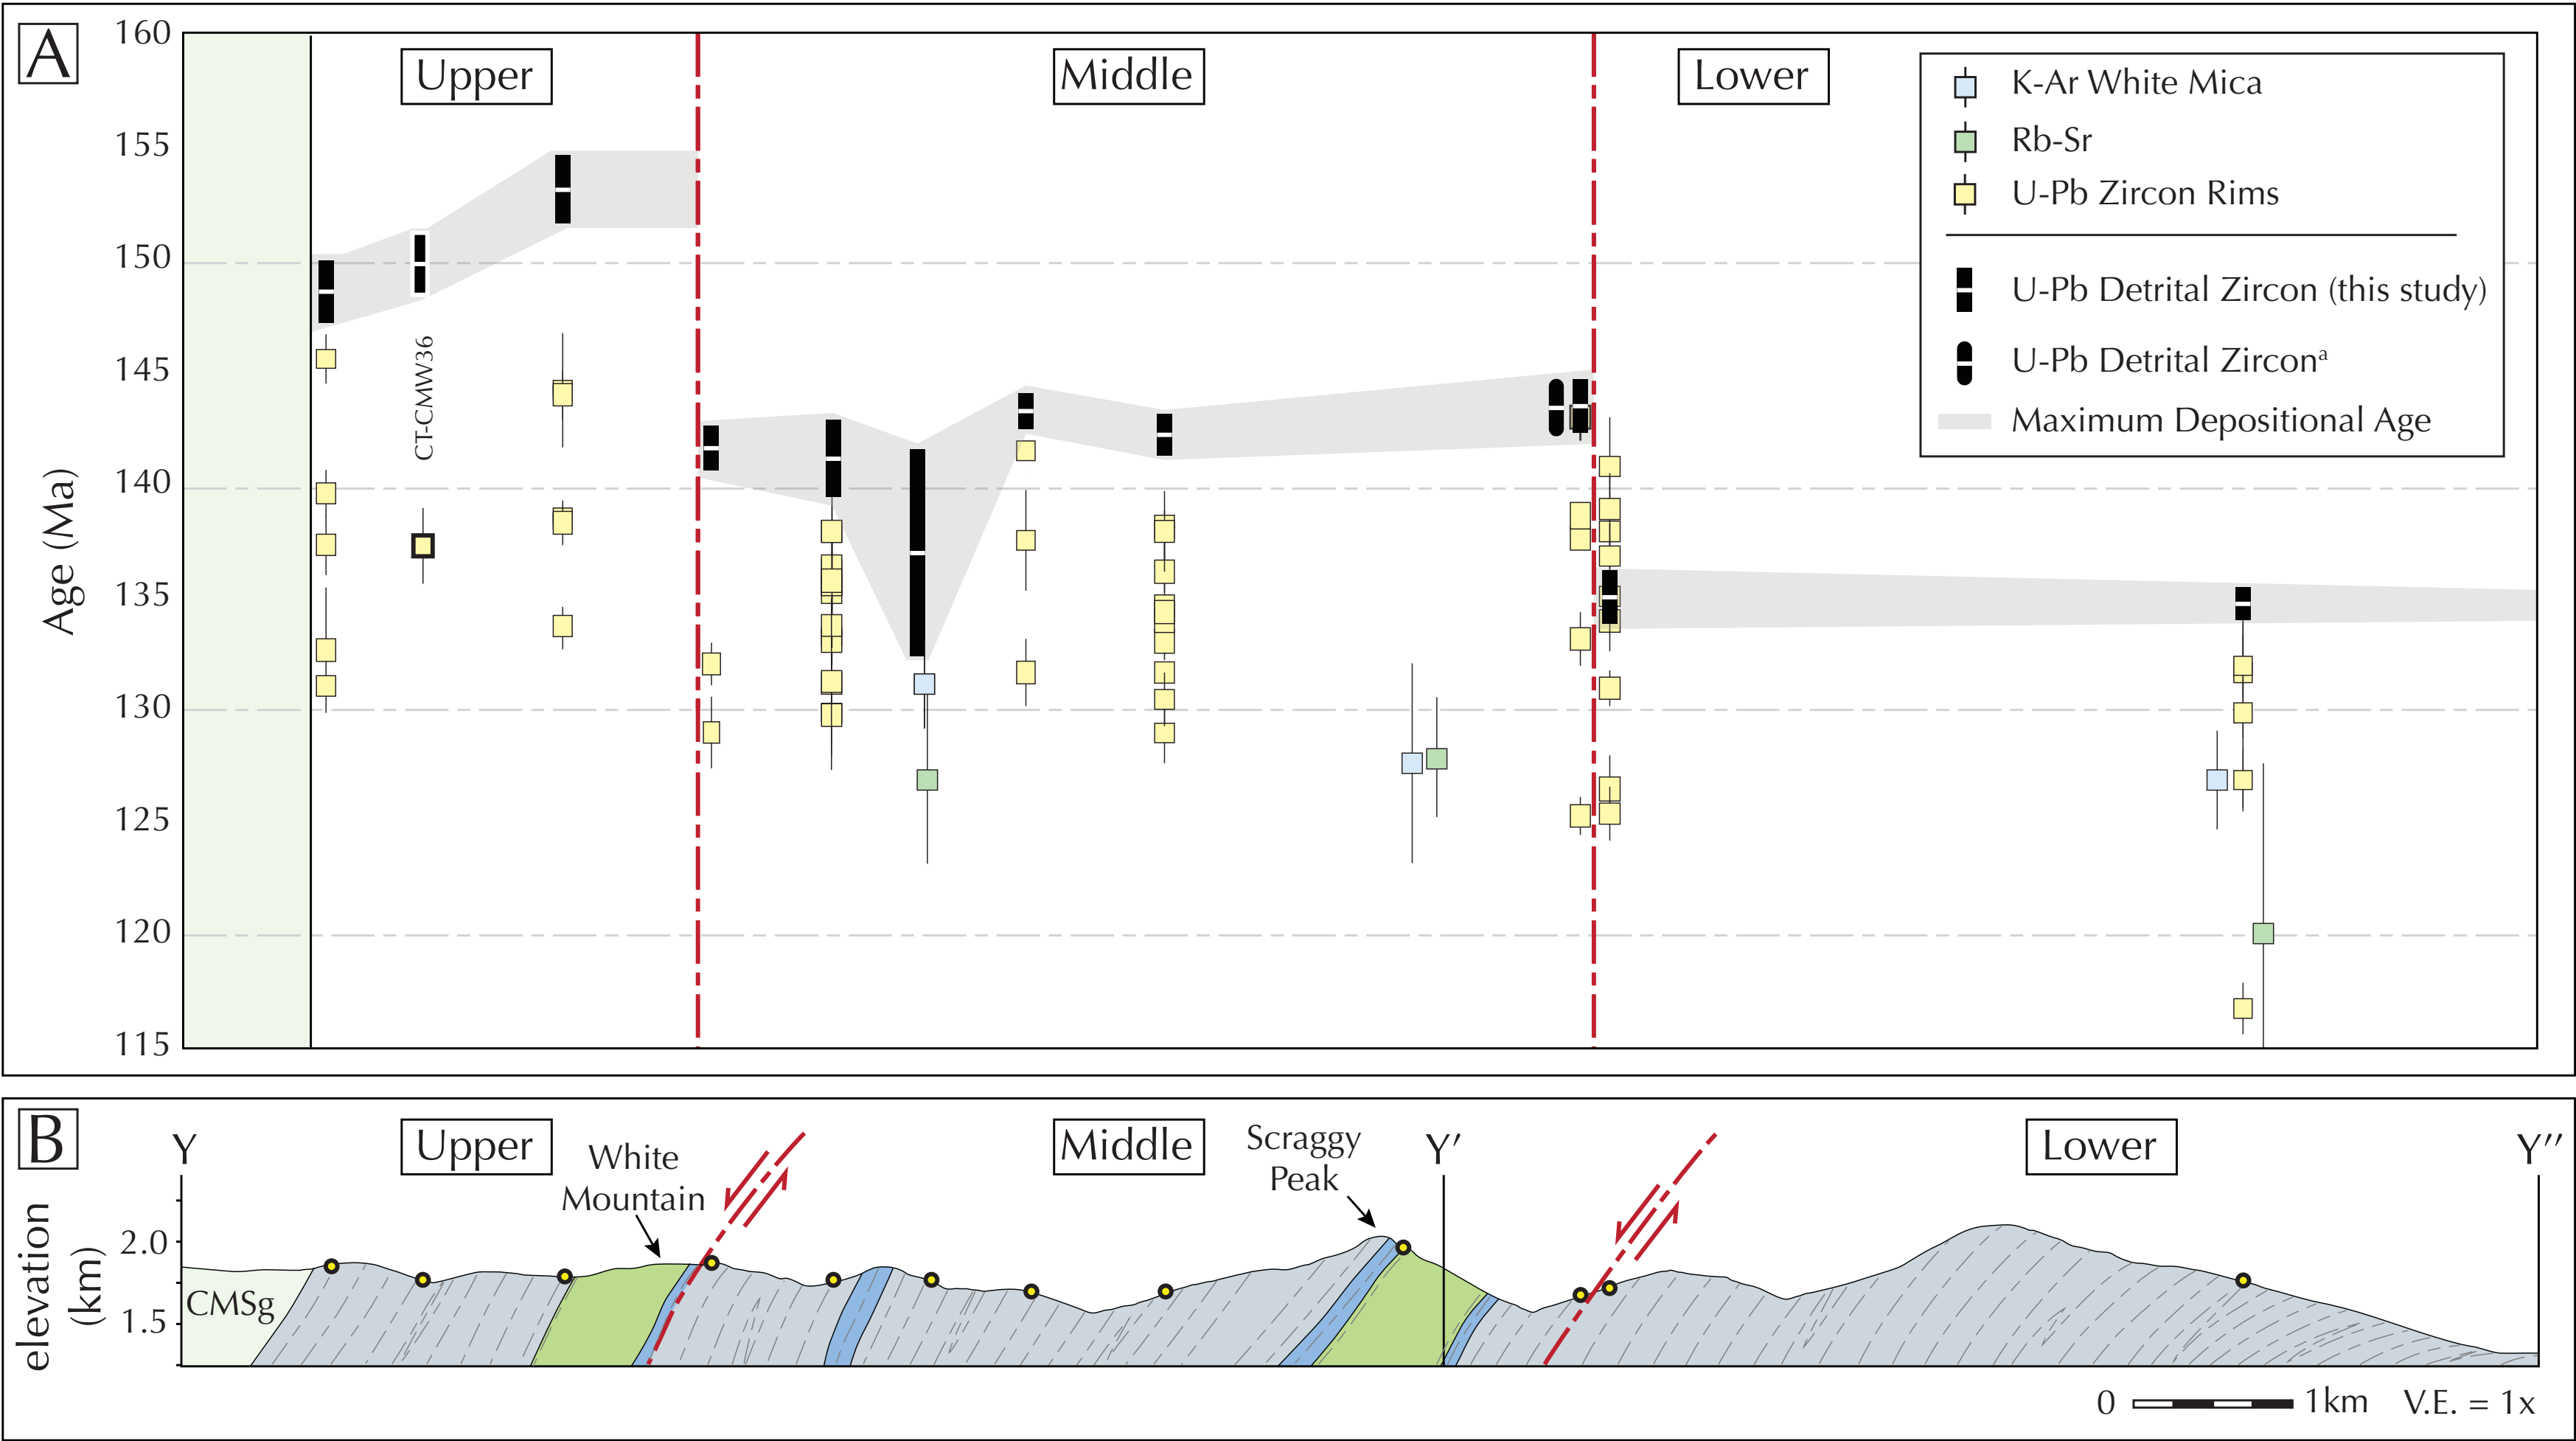 A
160
155
150
145
140
135
130
125
120
115
Age (Ma)
Upper
Middle
Lower
CT-CMW36
K-Ar White Mica
Rb-Sr
U-Pb Zircon Rims
U-Pb Detrital Zircon (this study)
U-Pb Detrital Zirconᵃ
Maximum Depositional Age
B
Y
Upper
White
Mountain
Middle
Scraggy
Peak
Y′
Lower
Y′′
elevation
(km)
2.0
1.5
CMSg
0
1km
V.E. = 1x